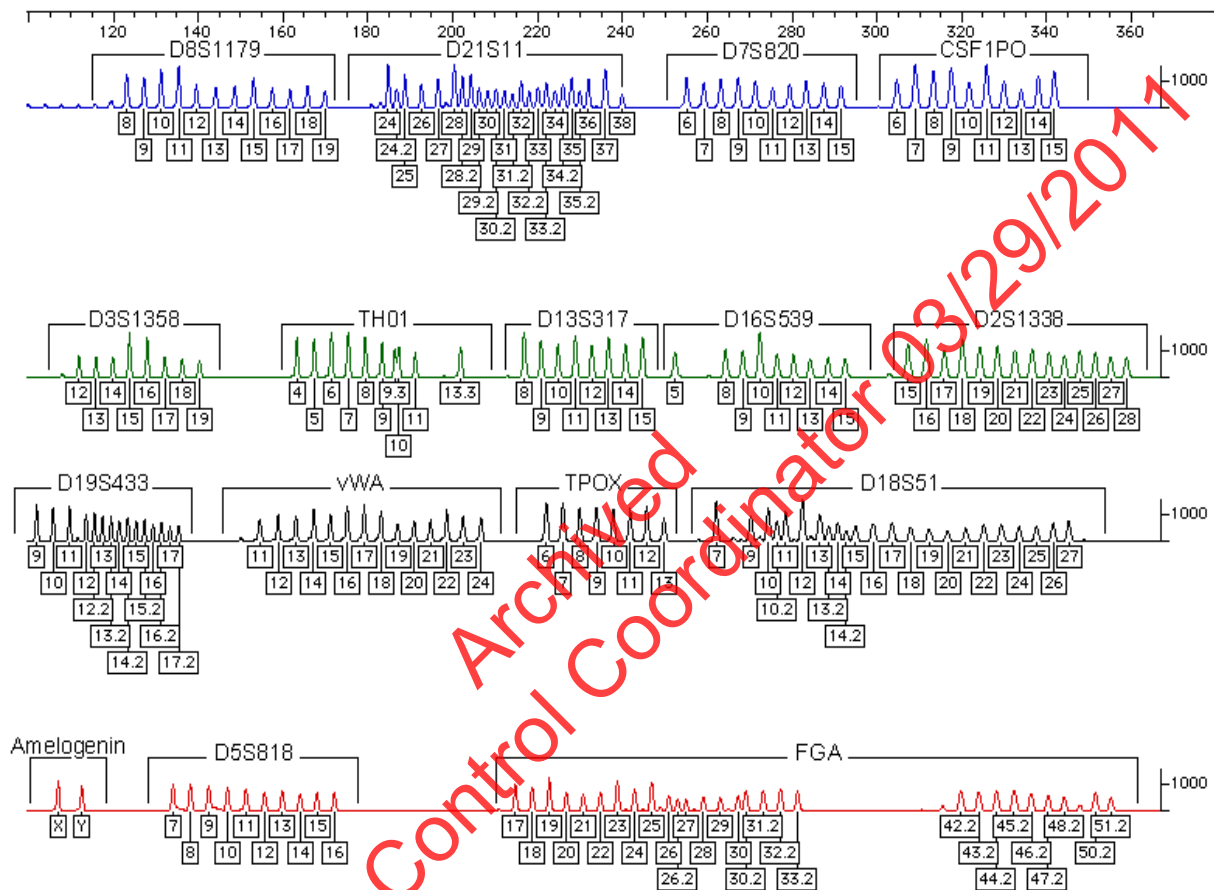 120 140 160 180 200 220 240 260 280 300 320 340 360
D8S1179 D21S11 D7S820 CSF1PO
1000
8 10 12 14 16 18 24 26 28 30 32 34 36 38 6 8 10 12 14 6 8 10 12 14
9 11 13 15 17 19 24.2 27 29 31 33 35 37 7 9 11 13 15 7 9 11 13 15
25 28.2 31.2 34.2
29.2 32.2 35.2
30.2 33.2
D3S1358 TH01 D13S317 D16S539 D2S1338
1000
12 14 16 18 4 6 8 9.3 13.3 8 10 12 14 5 8 10 12 14 15 17 19 21 23 25 27
13 15 17 19 5 7 9 11 9 11 13 15 9 11 13 15 16 18 20 22 24 26 28
10
D19S433 vWA TPOX D18S51
1000
9 11 13 15 17 11 13 15 17 19 21 23 6 8 10 12 7 9 11 13 15 17 19 21 23 25 27
10 12 14 16 12 14 16 18 20 22 24 7 9 11 13 10 12 14 16 18 20 22 24 26
12.2 15.2 10.2 13.2
13.2 16.2 14.2
14.2 17.2
Amelogenin D5S818 FGA
1000
X Y 7 9 11 13 15 17 19 21 23 25 27 29 31.2 42.2 45.2 48.2 51.2
8 10 12 14 16 18 20 22 24 26 28 30 32.2 43.2 46.2 50.2
26.2 30.2 33.2 44.2 47.2
Archived
Control Coordinator 03/29/2011